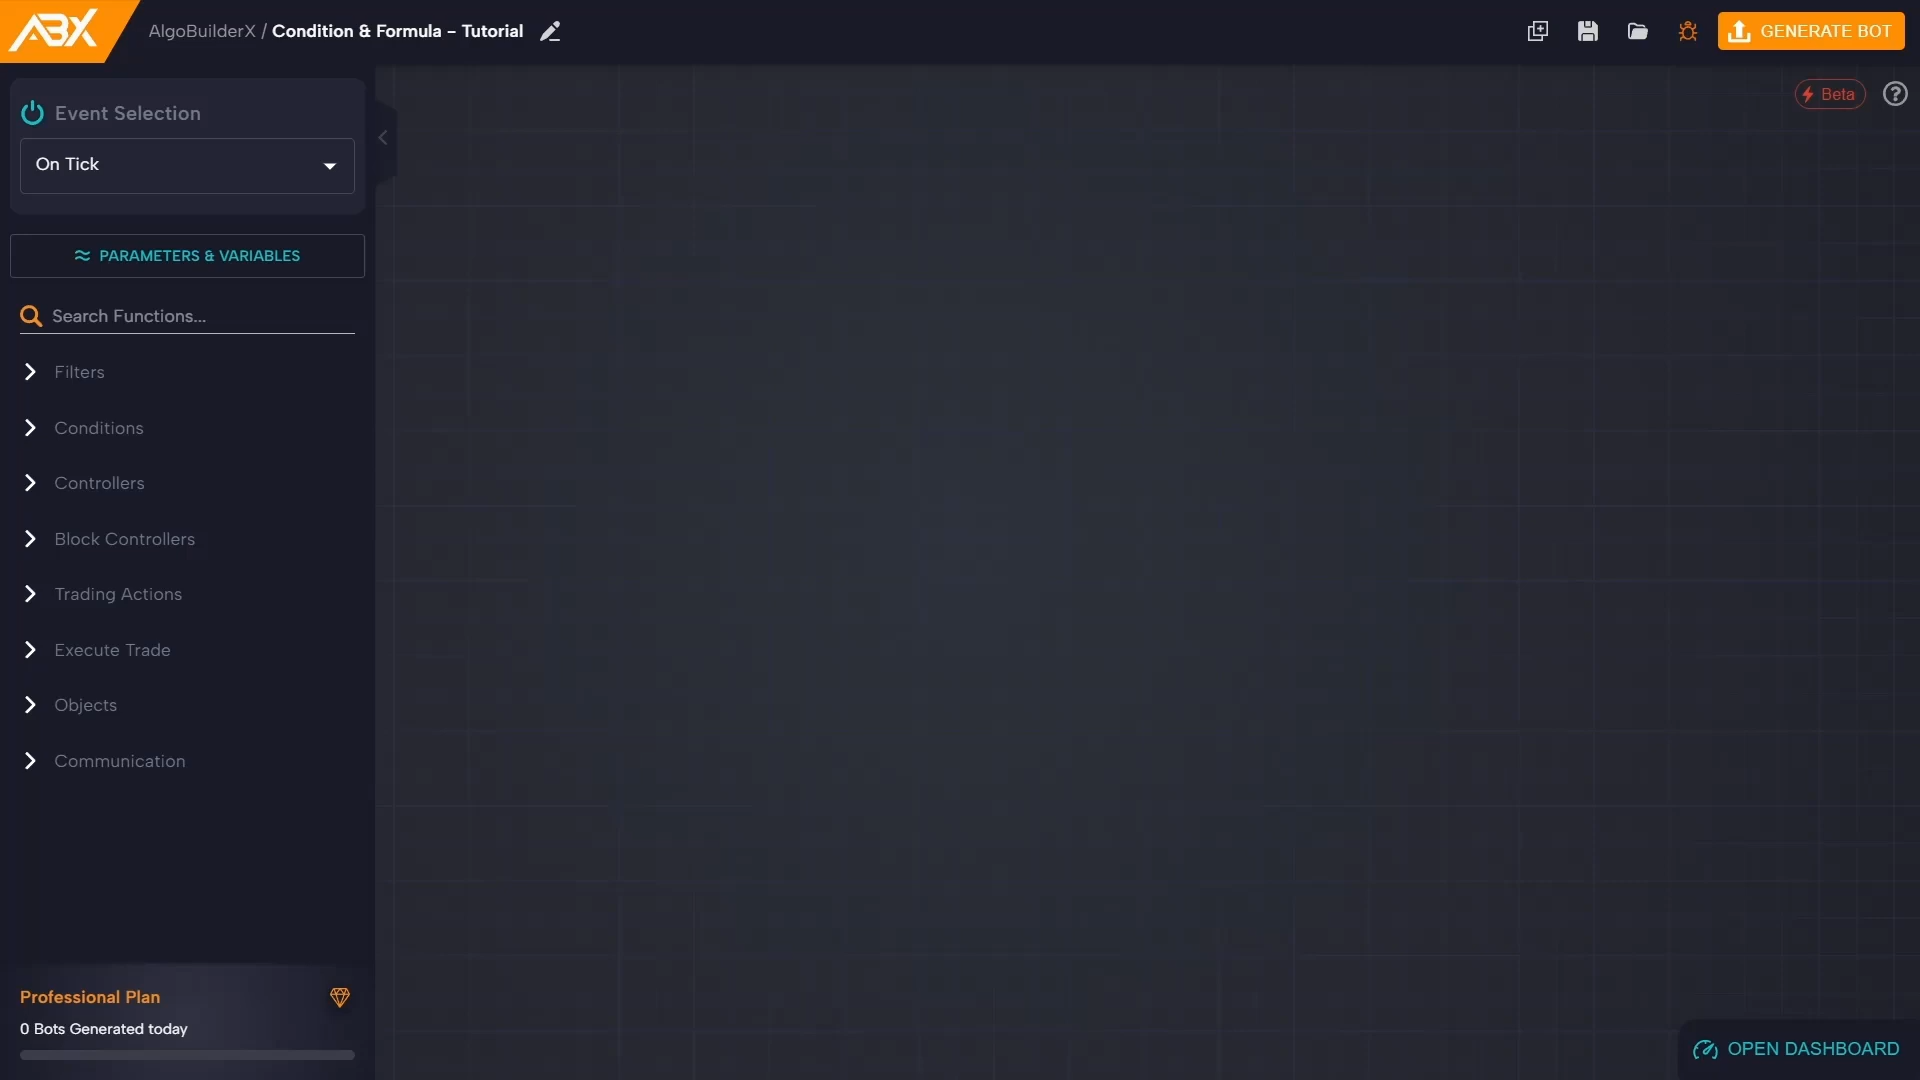 ABX
AlgoBuilderX / Condition & Formula - Tutorial
GENERATE BOT
Beta
Event Selection
On Tick
PARAMETERS & VARIABLES
Search Functions...
Filters
Conditions
Controllers
Block Controllers
Trading Actions
Execute Trade
Objects
Communication
Professional Plan
0 Bots Generated today
OPEN DASHBOARD